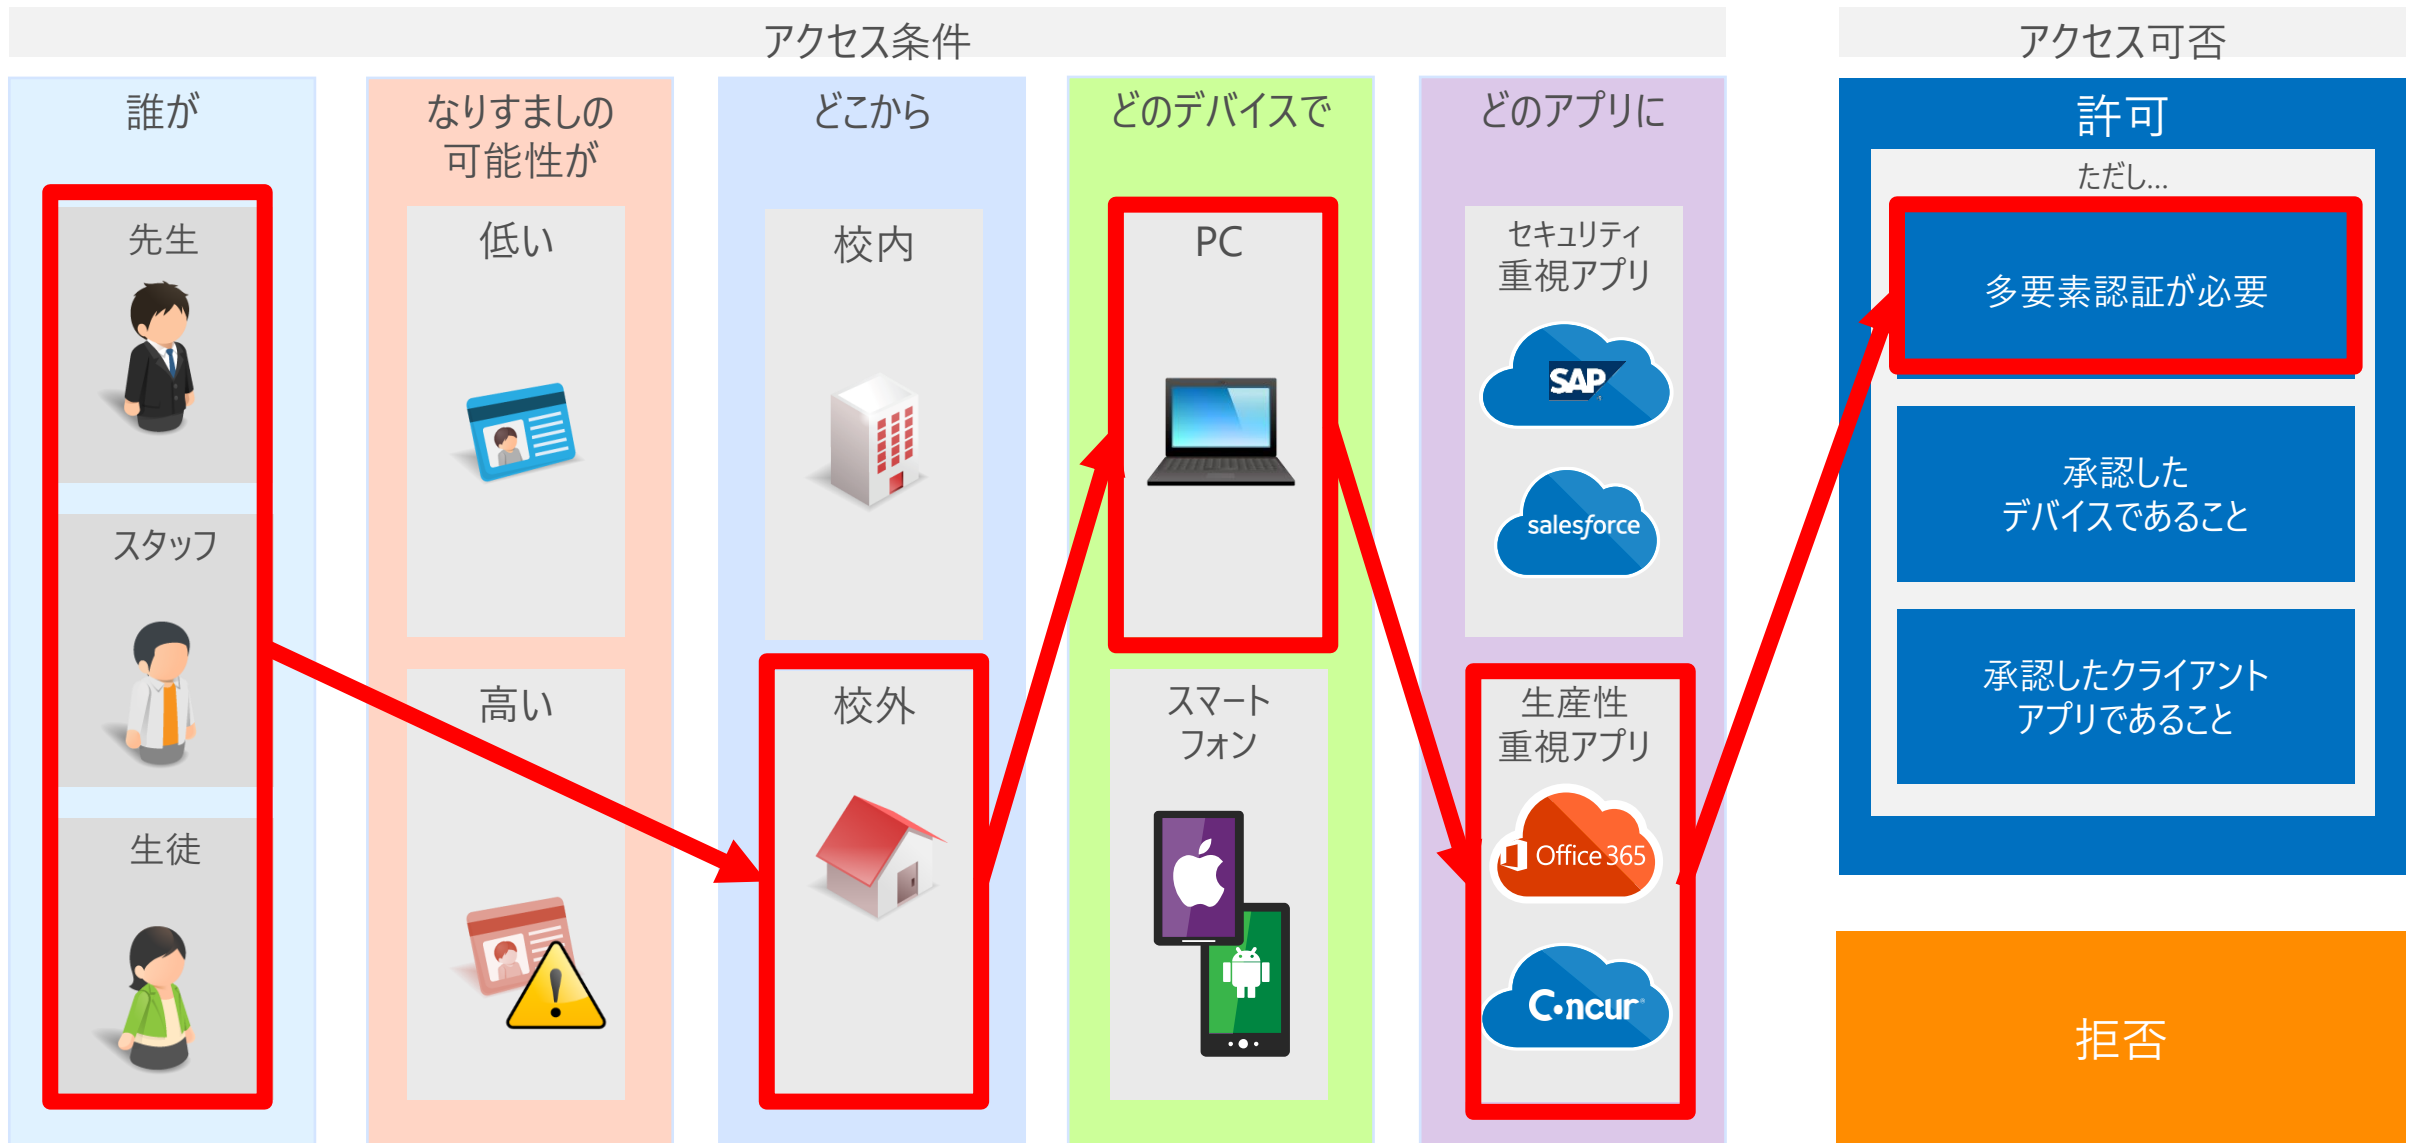 アクセス条件
アクセス可否
誰が
先生
スタッフ
生徒
なりすましの
可能性が
低い
高い
どこから
校内
校外
どのデバイスで
PC
スマート
フォン
どのアプリに
セキュリティ
重視アプリ
SAP
salesforce
生産性
重視アプリ
Office 365
Concur
許可
ただし...
多要素認証が必要
承認した
デバイスであること
承認したクライアント
アプリであること
拒否